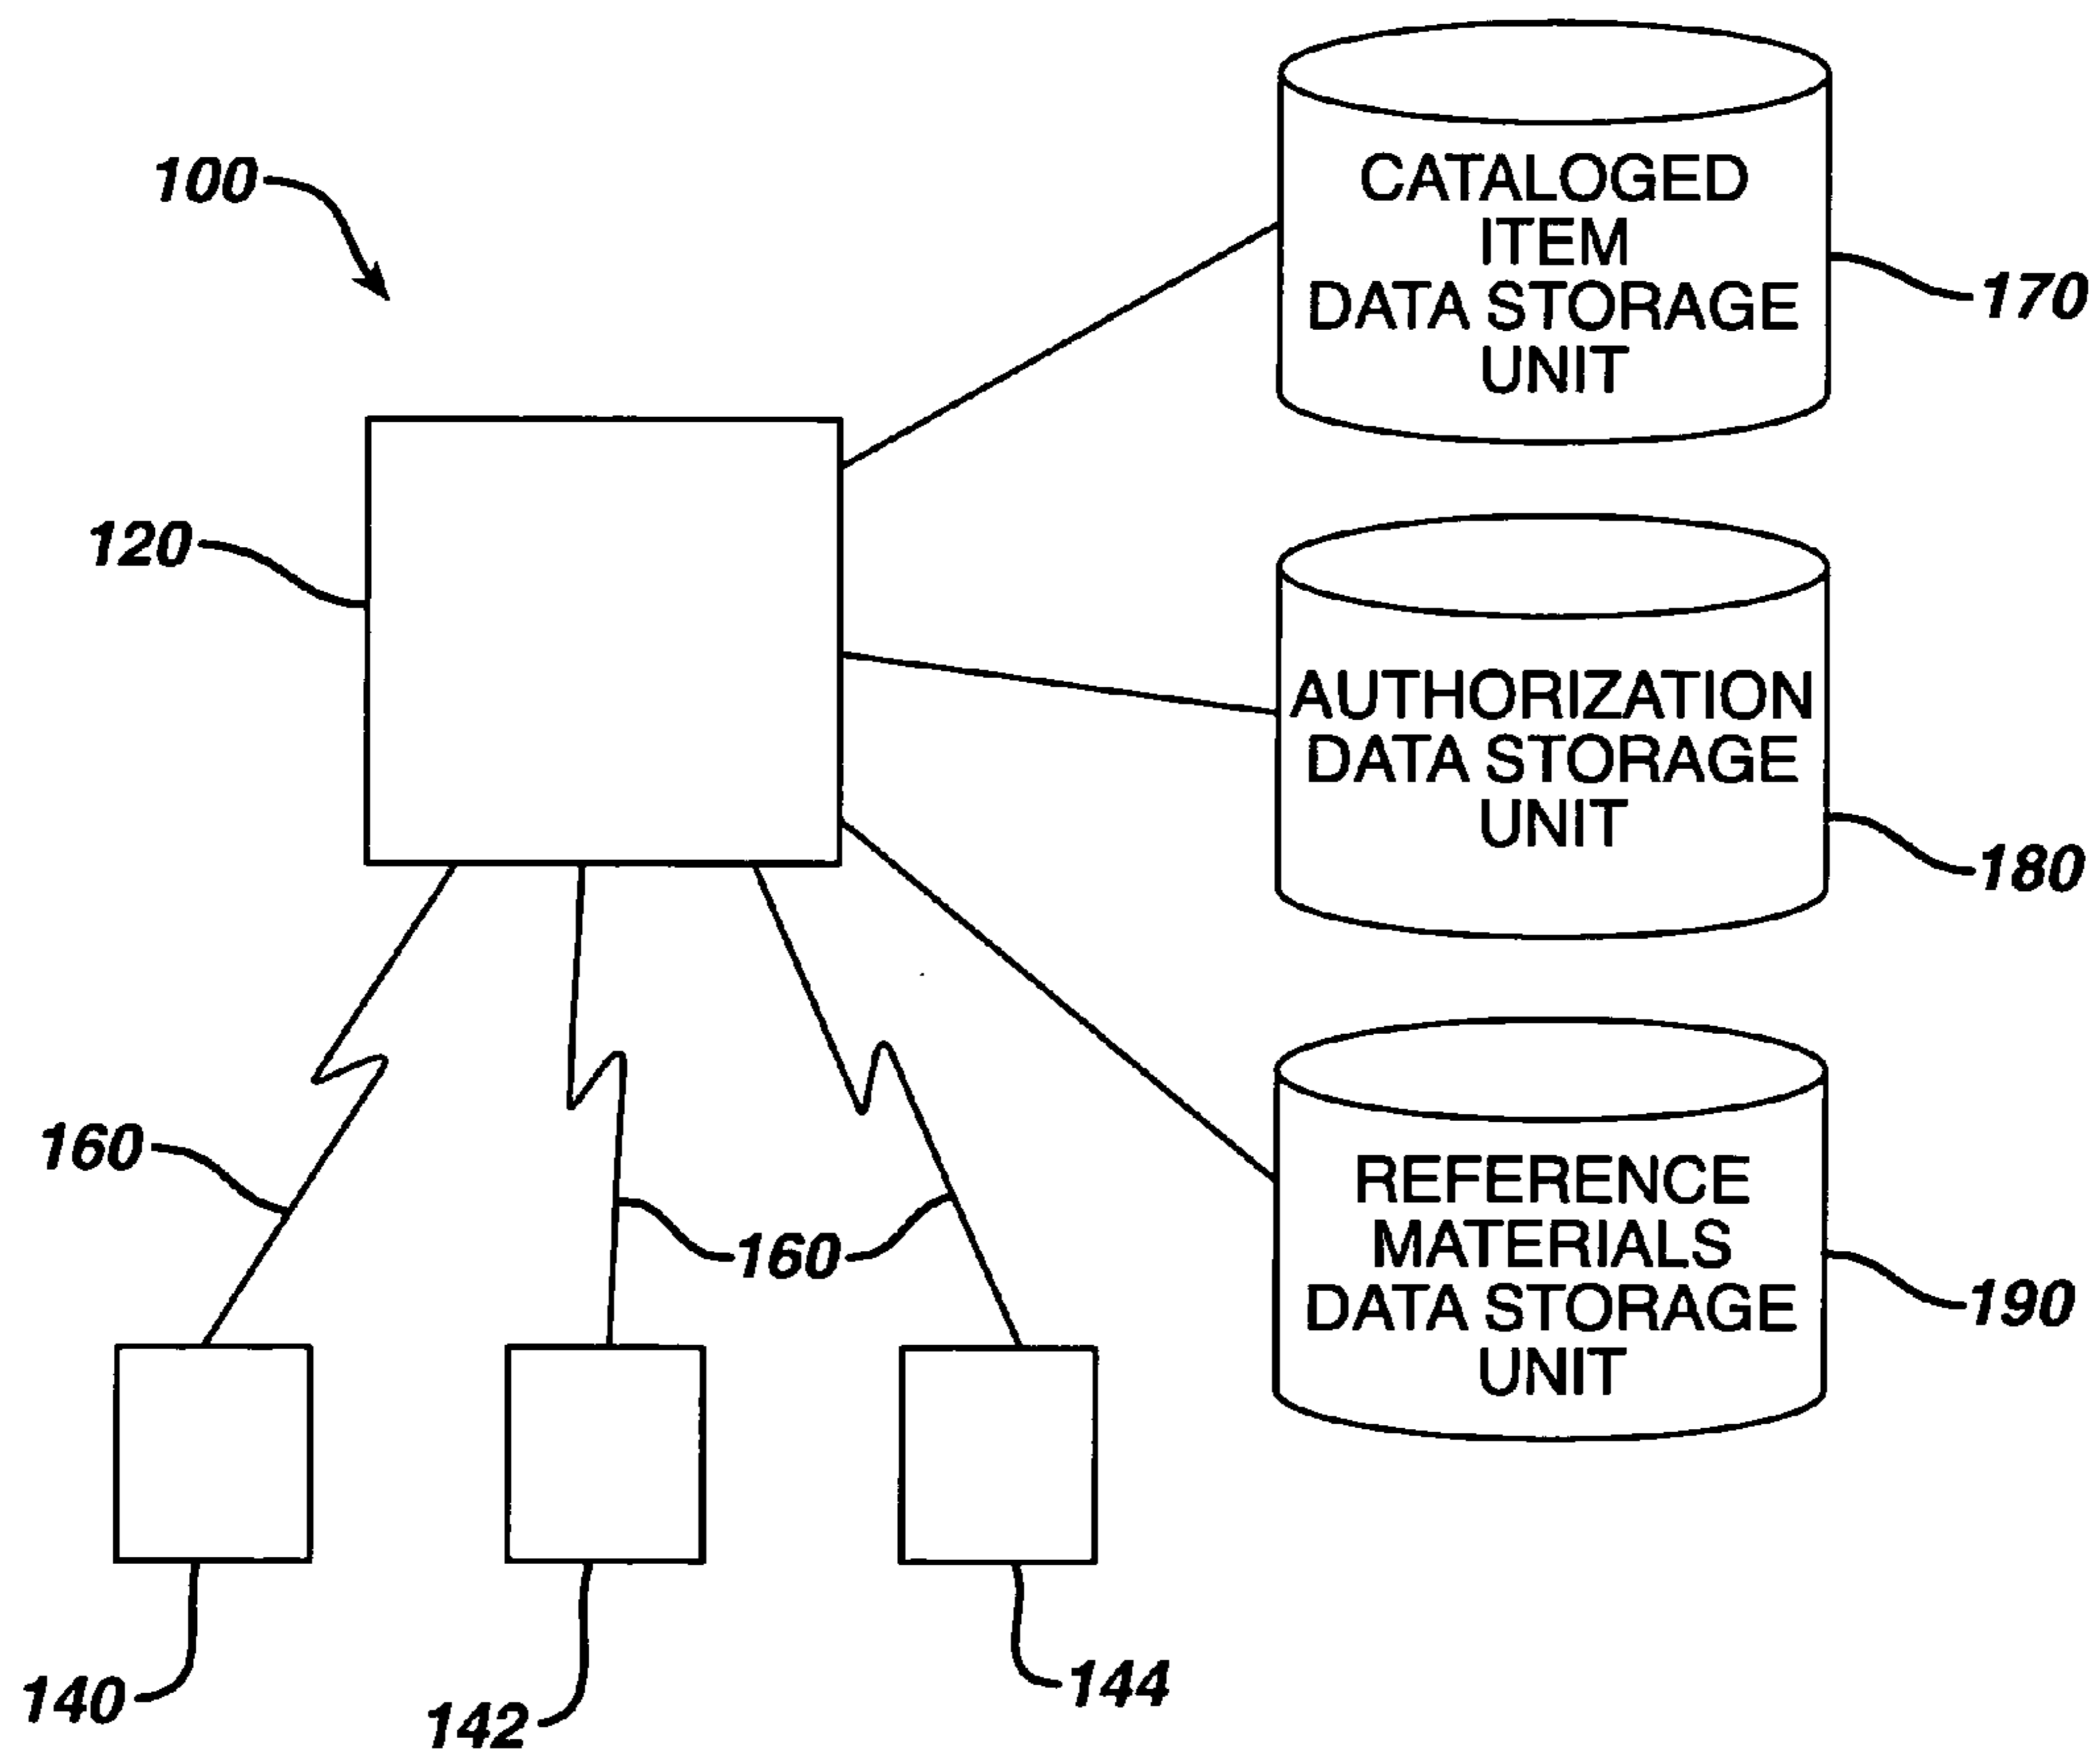 100
CATALOGED
ITEM
DATA STORAGE
UNIT
170
120
AUTHORIZATION
DATA STORAGE
UNIT
180
160
160
REFERENCE
MATERIALS
DATA STORAGE
UNIT
190
140
142
144